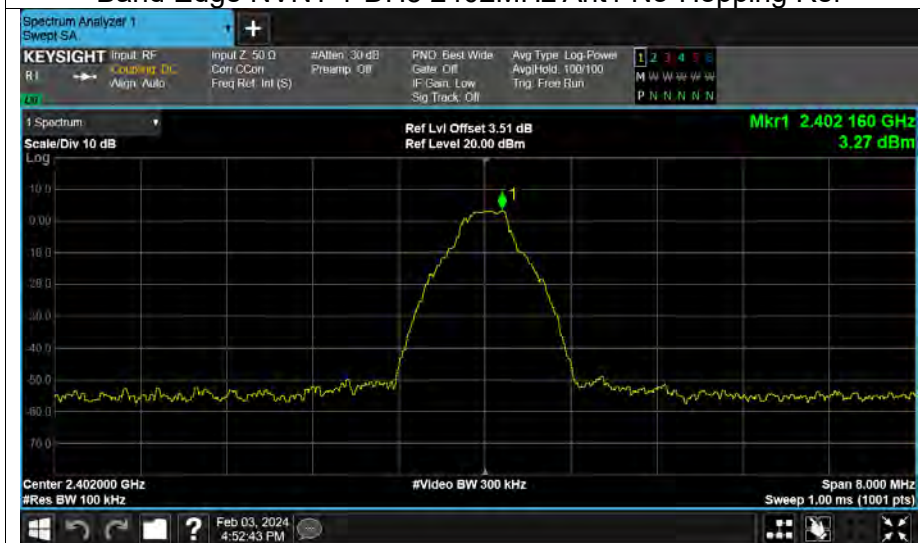 Band Edge NVNT 1-DH5 2402MHz Ant1 No-Hopping Ref
Spectrum Analyzer 1
Swept SA
+
KEYSIGHT Input: RF Input Z: 50 Ω #Atten: 30 dB PNO: Best Wide Avg Type: Log-Power 1 2 3 4 5 6
Coupling: DC Corr CCorr Preamp: Off Gate: Off Avg|Hold: 100/100 M W W W W W
Align: Auto Freq Ref: Int (S) IF Gain: Low Trig: Free Run
Sig Track: Off P N N N N N
1 Spectrum Ref Lvl Offset 3.51 dB Mkr1 2.402 160 GHz
Scale/Div 10 dB Ref Level 20.00 dBm 3.27 dBm
Log
10.0
1
0.00
-10.0
-20.0
-30.0
-40.0
-50.0
-60.0
-70.0
Center 2.402000 GHz #Video BW 300 kHz Span 8.000 MHz
#Res BW 100 kHz Sweep 1.00 ms (1001 pts)
? Feb 03, 2024
4:52:43 PM